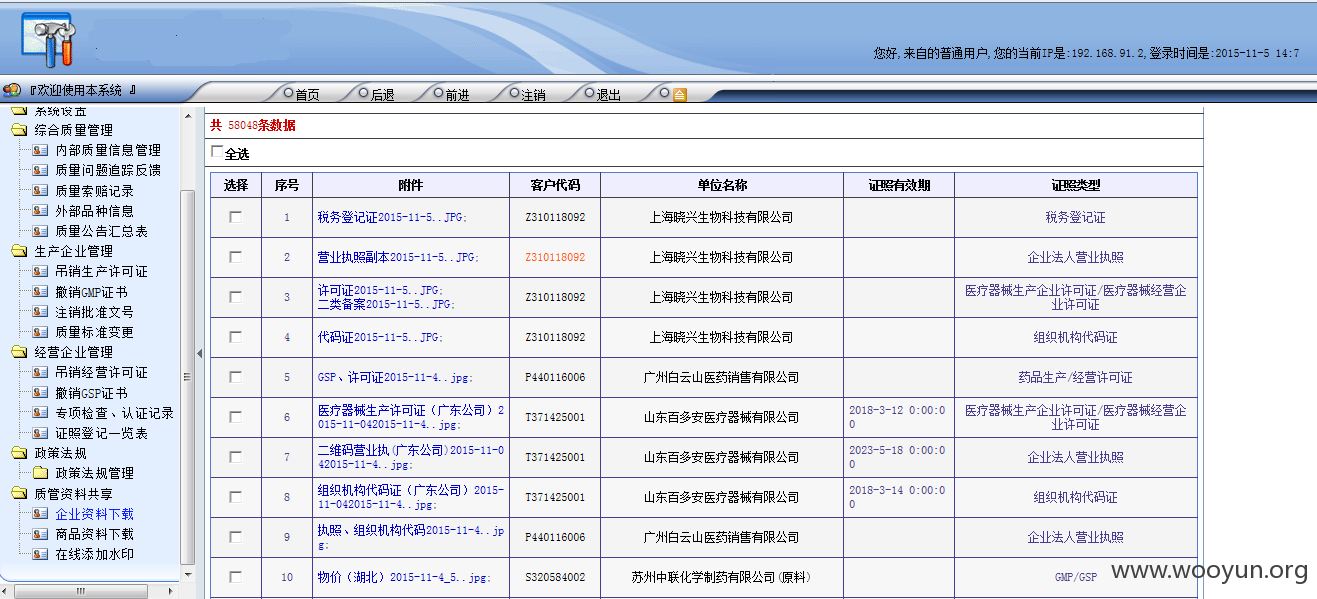 您好,来自的普通用户,您的当前IP是:192.168.91.2,登录时间是:2015-11-5 14:7
『欢迎使用本系统 』
首页 后退 前进 注销 退出
系统设置
综合质量管理
内部质量信息管理
质量问题追踪反馈
质量索赔记录
外部品种信息
质量公告汇总表
生产企业管理
吊销生产许可证
撤销GMP证书
注销批准文号
质量标准变更
经营企业管理
吊销经营许可证
撤销GSP证书
专项检查、认证记录
证照登记一览表
政策法规
政策法规管理
质管资料共享
企业资料下载
商品资料下载
在线添加水印
共 58048条数据
全选
选择 序号 附件 客户代码 单位名称 证照有效期 证照类型
1 税务登记证2015-11-5..JPG; Z310118092 上海晓兴生物科技有限公司 税务登记证
2 营业执照副本2015-11-5..JPG; Z310118092 上海晓兴生物科技有限公司 企业法人营业执照
3 许可证2015-11-5..JPG; Z310118092 上海晓兴生物科技有限公司 医疗器械生产企业许可证/医疗器械经营企
二类备案2015-11-5..JPG; 业许可证
4 代码证2015-11-5..JPG; Z310118092 上海晓兴生物科技有限公司 组织机构代码证
5 GSP、许可证2015-11-4..jpg; P440116006 广州白云山医药销售有限公司 药品生产/经营许可证
6 医疗器械生产许可证（广东公司）2 T371425001 山东百多安医疗器械有限公司 2018-3-12 0:00:0 医疗器械生产企业许可证/医疗器械经营企
015-11-042015-11-4..jpg; 0 业许可证
7 二维码营业执(广东公司)2015-11-0 T371425001 山东百多安医疗器械有限公司 2023-5-18 0:00:0 企业法人营业执照
42015-11-4..jpg; 0
8 组织机构代码证（广东公司）2015- T371425001 山东百多安医疗器械有限公司 2018-3-14 0:00:0 组织机构代码证
11-042015-11-4..jpg; 0
9 执照、组织机构代码2015-11-4..jp P440116006 广州白云山医药销售有限公司 企业法人营业执照
g;
10 物价（湖北）2015-11-4_5..jpg; S320584002 苏州中联化学制药有限公司(原料) GMP/GSP
www.wooyun.org